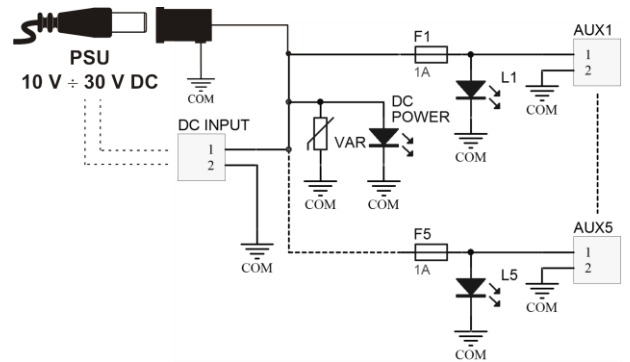 PSU
10 V ÷ 30 V DC
COM
DC INPUT
1
2
COM
VAR
COM
DC
POWER
COM
F1
1A
L1
COM
AUX1
1
2
COM
F5
1A
L5
COM
AUX5
1
2
COM